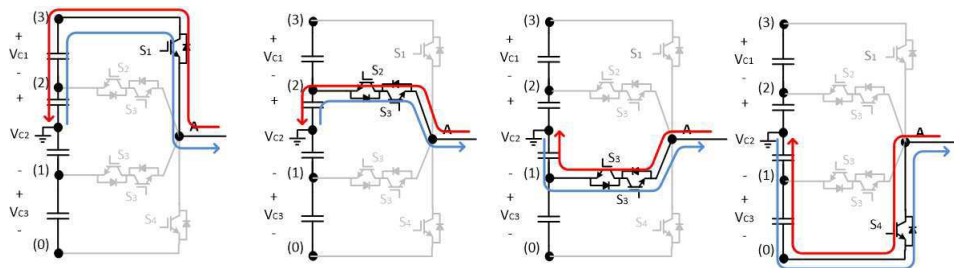 (3)
+
VC1
S1
-
(2)
S2
+
S3
A
VC2
S3
-
(1)
S3
+
VC3
S4
-
(0)
(3)
+
VC1
S1
-
(2)
S2
+
S3
A
VC2
S3
-
(1)
S3
+
VC3
S4
-
(0)
(3)
+
VC1
S1
-
(2)
S2
+
S3
A
VC2
S3
-
(1)
S3
+
VC3
S4
-
(0)
(3)
+
VC1
S1
-
(2)
S2
+
S3
A
VC2
S3
-
(1)
S3
+
VC3
S4
-
(0)